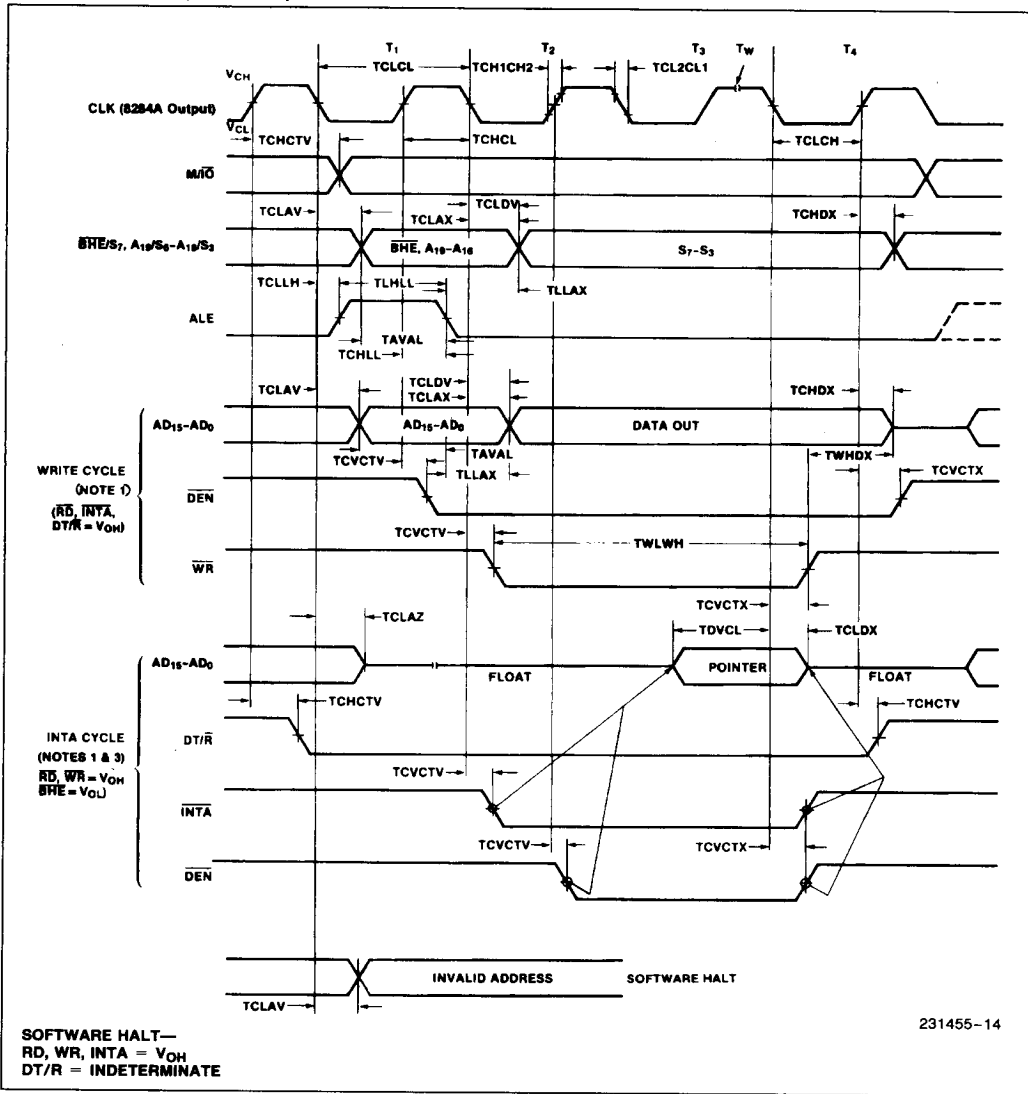 T1 T2 T3 TW T4
TCLCL TCH1CH2 TCL2CL1
VCH
CLK (8284A Output)
VCL
TCHCTV TCHCL TCLCH
M/IO
TCLDV
TCLAV TCLAX TCHDX
BHE/S7, A19/S6–A16/S3 BHE, A19–A16 S7–S3
TCLLH TLHLL TLLAX
ALE
TAVAL
TCHLL
TCLDV
TCLAV TCLAX TCHDX
AD15–AD0 AD15–AD0 DATA OUT
TAVAL TWHDX
WRITE CYCLE
(NOTE 1)
(RD, INTA,
DT/R = VOH)
TCVCTV TLLAX TCVCTX
DEN
TCVCTV TWLWH
WR
TCVCTX
TCLAZ TDVCL TCLDX
AD15–AD0 FLOAT POINTER FLOAT
TCHCTV TCHCTV
INTA CYCLE
(NOTES 1 & 3)
RD, WR = VOH
BHE = VOL)
DT/R
TCVCTV
INTA
TCVCTV TCVCTX
DEN
INVALID ADDRESS SOFTWARE HALT
TCLAV
SOFTWARE HALT—
RD, WR, INTA = VOH
DT/R = INDETERMINATE
231455–14